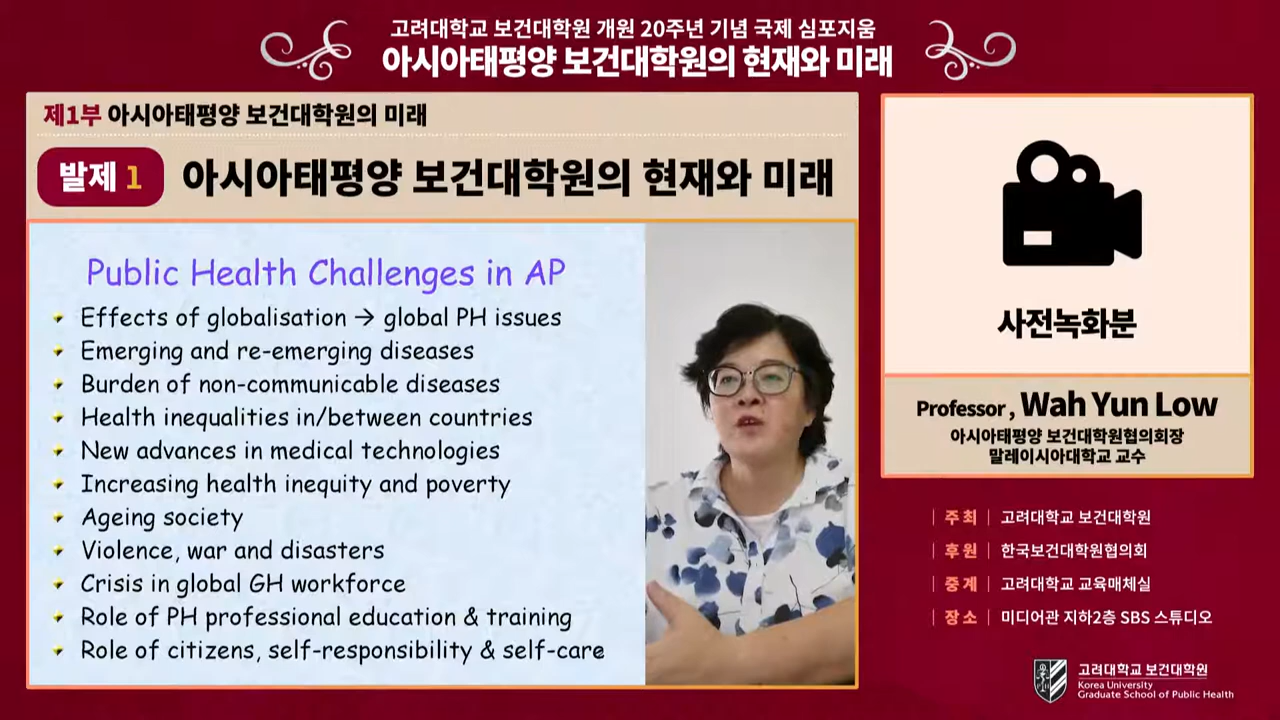 고려대학교 보건대학원 개원 20주년 기념 국제 심포지움
아시아태평양 보건대학원의 현재와 미래
제1부 아시아태평양 보건대학원의 미래
발제 1 아시아태평양 보건대학원의 현재와 미래
Public Health Challenges in AP
Effects of globalisation → global PH issues
Emerging and re-emerging diseases
Burden of non-communicable diseases
Health inequalities in/between countries
New advances in medical technologies
Increasing health inequity and poverty
Ageing society
Violence, war and disasters
Crisis in global GH workforce
Role of PH professional education & training
Role of citizens, self-responsibility & self-care
사전녹화분
Professor, Wah Yun Low
아시아태평양 보건대학원협의회장
말레이시아대학교 교수
| 주 최 | 고려대학교 보건대학원
| 후 원 | 한국보건대학원협의회
| 중 계 | 고려대학교 교육매체실
| 장 소 | 미디어관 지하2층 SBS 스튜디오
고려대학교 보건대학원
Korea University
Graduate School of Public Health